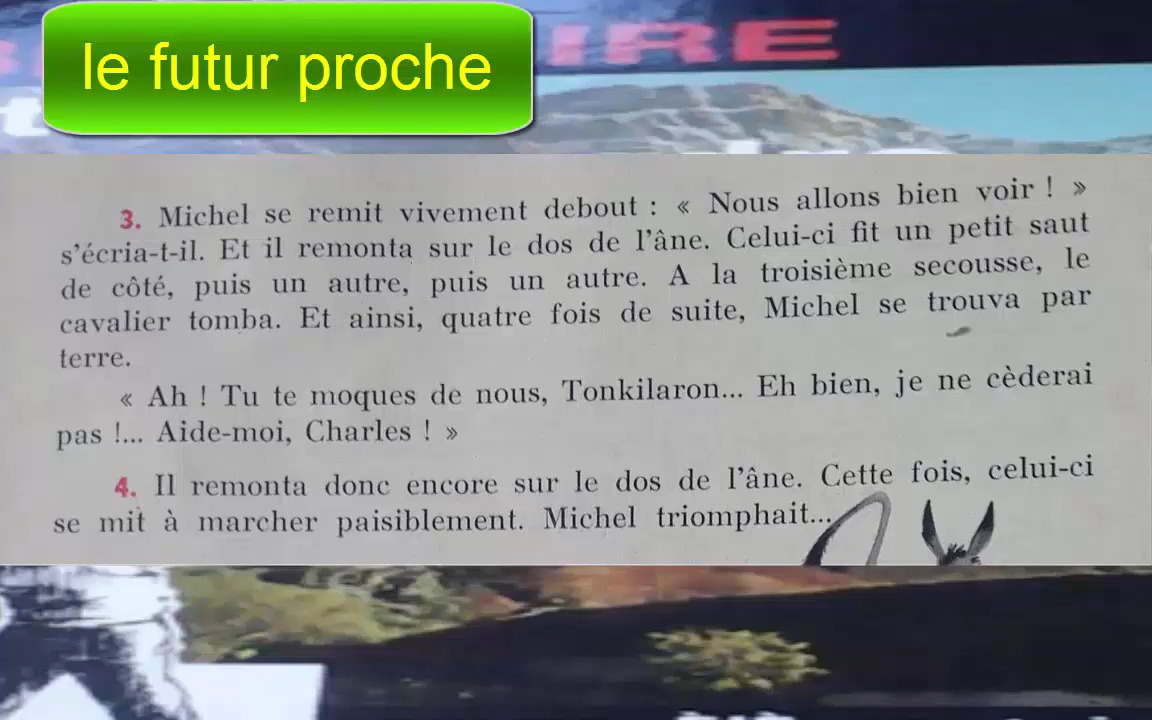 le futur proche
IRE
3. Michel se remit vivement debout : « Nous allons bien voir ! »
s'écria-t-il. Et il remonta sur le dos de l'âne. Celui-ci fit un petit saut
de côté, puis un autre, puis un autre. A la troisième secousse, le
cavalier tomba. Et ainsi, quatre fois de suite, Michel se trouva par
terre.
« Ah ! Tu te moques de nous, Tonkilaron... Eh bien, je ne cèderai
pas !... Aide-moi, Charles ! »
4. Il remonta donc encore sur le dos de l'âne. Cette fois, celui-ci
se mit à marcher paisiblement. Michel triomphait...